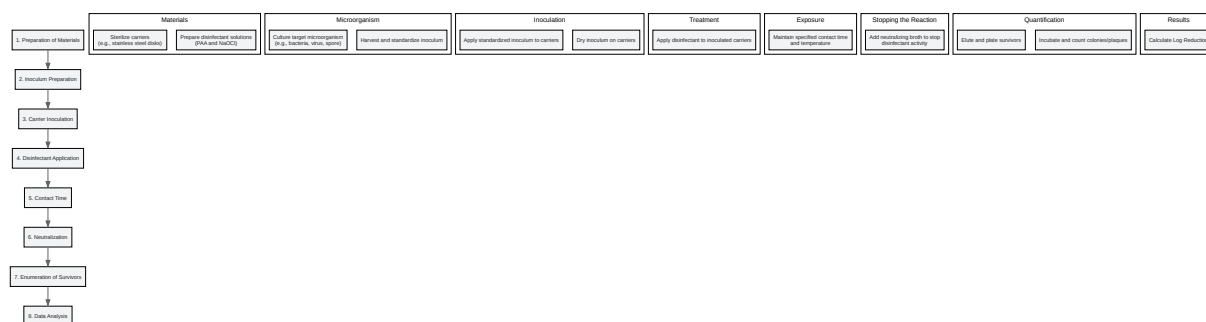 Materials
Microorganism
Inoculation
Treatment
Exposure
Stopping the Reaction
Quantification
Results
1. Preparation of Materials
Sterilize carriers
(e.g., stainless steel disks)
Prepare disinfectant solutions
(PAA and NaOCl)
Culture target microorganism
(e.g., bacteria, virus, spore)
Harvest and standardize inoculum
Apply standardized inoculum to carriers
Dry inoculum on carriers
Apply disinfectant to inoculated carriers
Maintain specified contact time
and temperature
Add neutralizing broth to stop
disinfectant activity
Elute and plate survivors
Incubate and count colonies/plaques
Calculate Log Reduction
2. Inoculum Preparation
3. Carrier Inoculation
4. Disinfectant Application
5. Contact Time
6. Neutralization
7. Enumeration of Survivors
8. Data Analysis